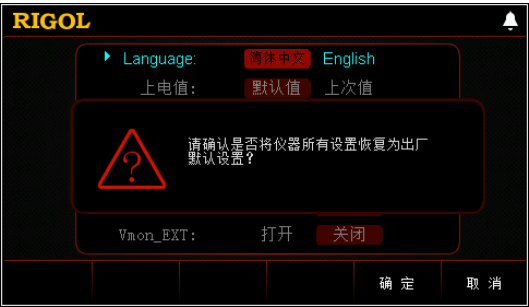 RIGOL
Language: 简体中文 English
上电值: 默认值 上次值
请确认是否将仪器所有设置恢复为出厂
默认设置?
Vmon_EXT: 打开 关闭
确定 取消